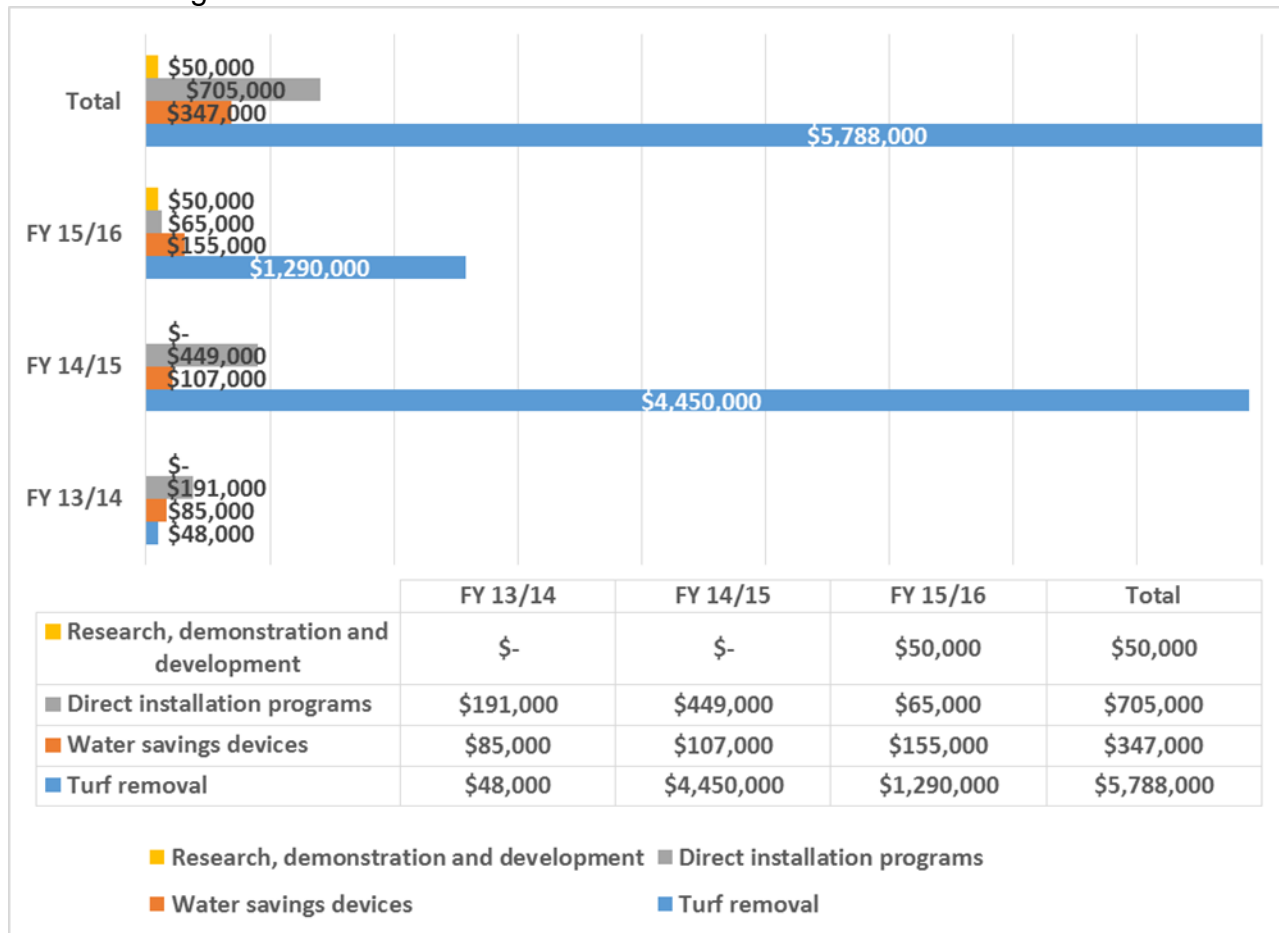 $50,000
$705,000
Total
$347,000
$5,788,000
$50,000
$65,000
FY 15/16
$155,000
$1,290,000
$-
$449,000
FY 14/15
$107,000
$4,450,000
$-
$191,000
FY 13/14
$85,000
$48,000
FY 13/14 FY 14/15 FY 15/16 Total
Research, demonstration and
development $- $- $50,000 $50,000
Direct installation programs $191,000 $449,000 $65,000 $705,000
Water savings devices $85,000 $107,000 $155,000 $347,000
Turf removal $48,000 $4,450,000 $1,290,000 $5,788,000
Research, demonstration and development Direct installation programs
Water savings devices Turf removal